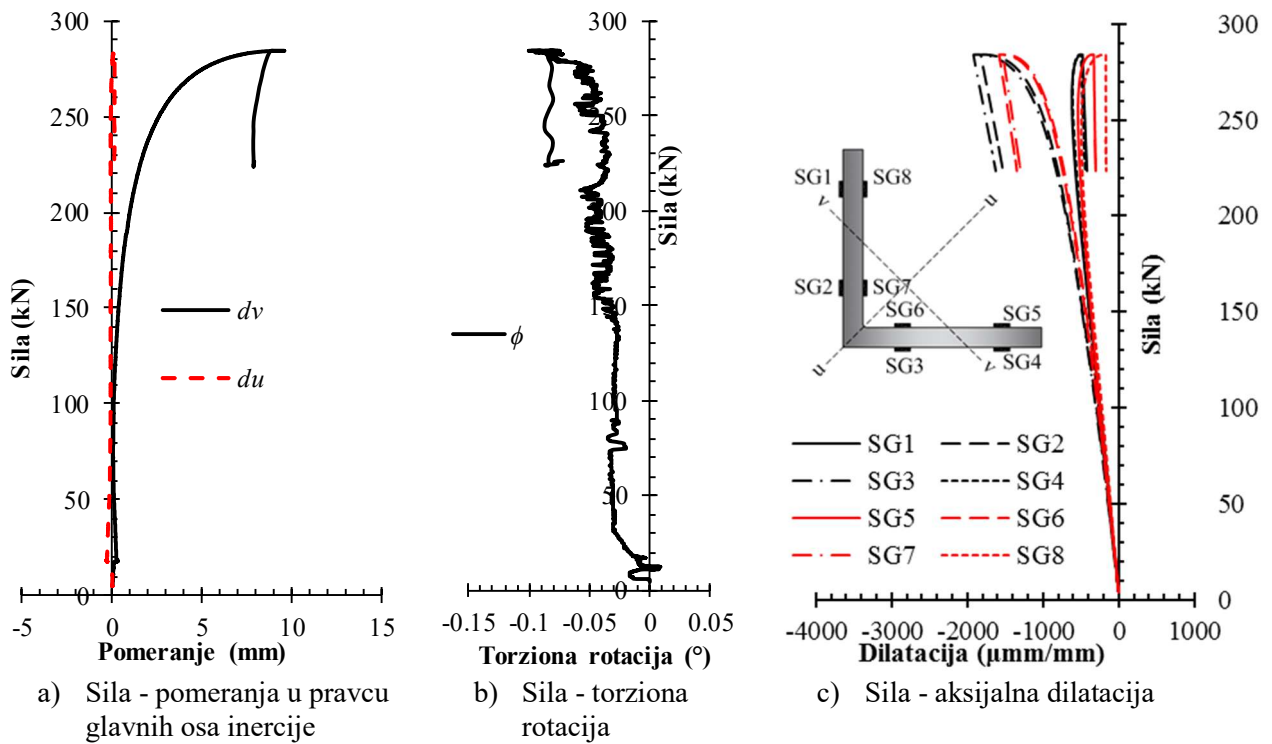 300
250
200
150
100
50
0
-5
0
5
10
15
Sila (kN)
Pomeranje (mm)
dv
du
a) Sila - pomeranja u pravcu
glavnih osa inercije
300
250
200
150
100
50
0
-0.15 -0.1 -0.05 0 0.05
Sila (kN)
Torziona rotacija (°)
ϕ
b) Sila - torziona
rotacija
300
250
200
150
100
50
0
-4000 -3000 -2000 -1000 0 1000
Sila (kN)
Dilatacija (µmm/mm)
SG1 SG8
v u
SG2 SG7
SG6 SG5
u SG3 v SG4
SG1 SG2
SG3 SG4
SG5 SG6
SG7 SG8
c) Sila - aksijalna dilatacija